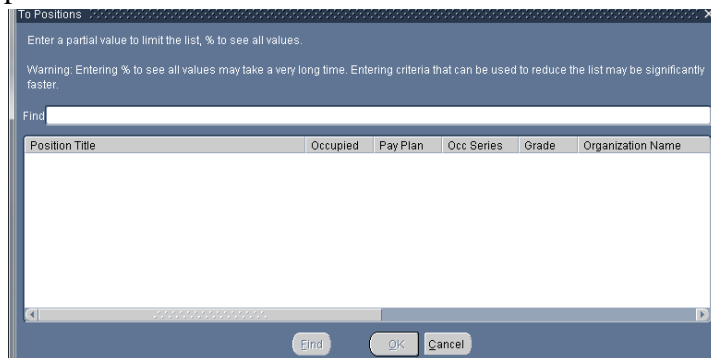 To Positions
Enter a partial value to limit the list, % to see all values.
Warning: Entering % to see all values may take a very long time. Entering criteria that can be used to reduce the list may be significantly
faster.
Find
Position Title Occupied Pay Plan Occ Series Grade Organization Name
Find OK Cancel